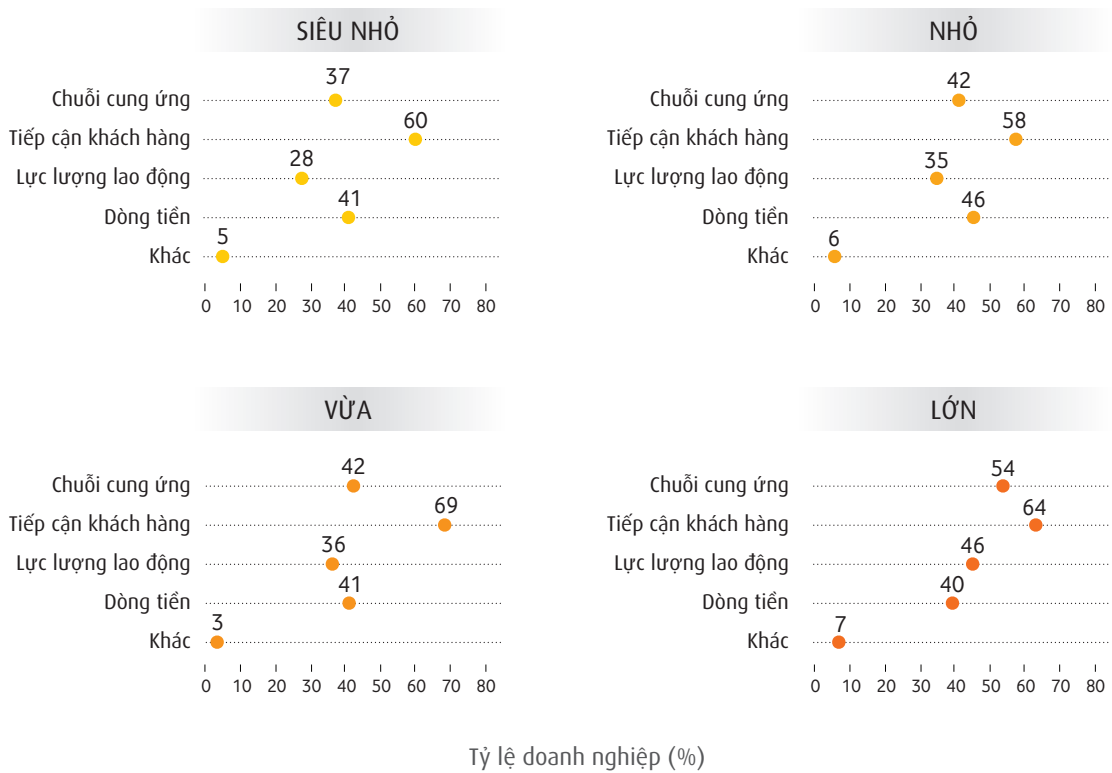 SIÊU NHỎ
Chuỗi cung ứng 37
Tiếp cận khách hàng 60
Lực lượng lao động 28
Dòng tiền 41
Khác 5
0 10 20 30 40 50 60 70 80
NHỎ
Chuỗi cung ứng 42
Tiếp cận khách hàng 58
Lực lượng lao động 35
Dòng tiền 46
Khác 6
0 10 20 30 40 50 60 70 80
VỪA
Chuỗi cung ứng 42
Tiếp cận khách hàng 69
Lực lượng lao động 36
Dòng tiền 41
Khác 3
0 10 20 30 40 50 60 70 80
LỚN
Chuỗi cung ứng 54
Tiếp cận khách hàng 64
Lực lượng lao động 46
Dòng tiền 40
Khác 7
0 10 20 30 40 50 60 70 80
Tỷ lệ doanh nghiệp (%)